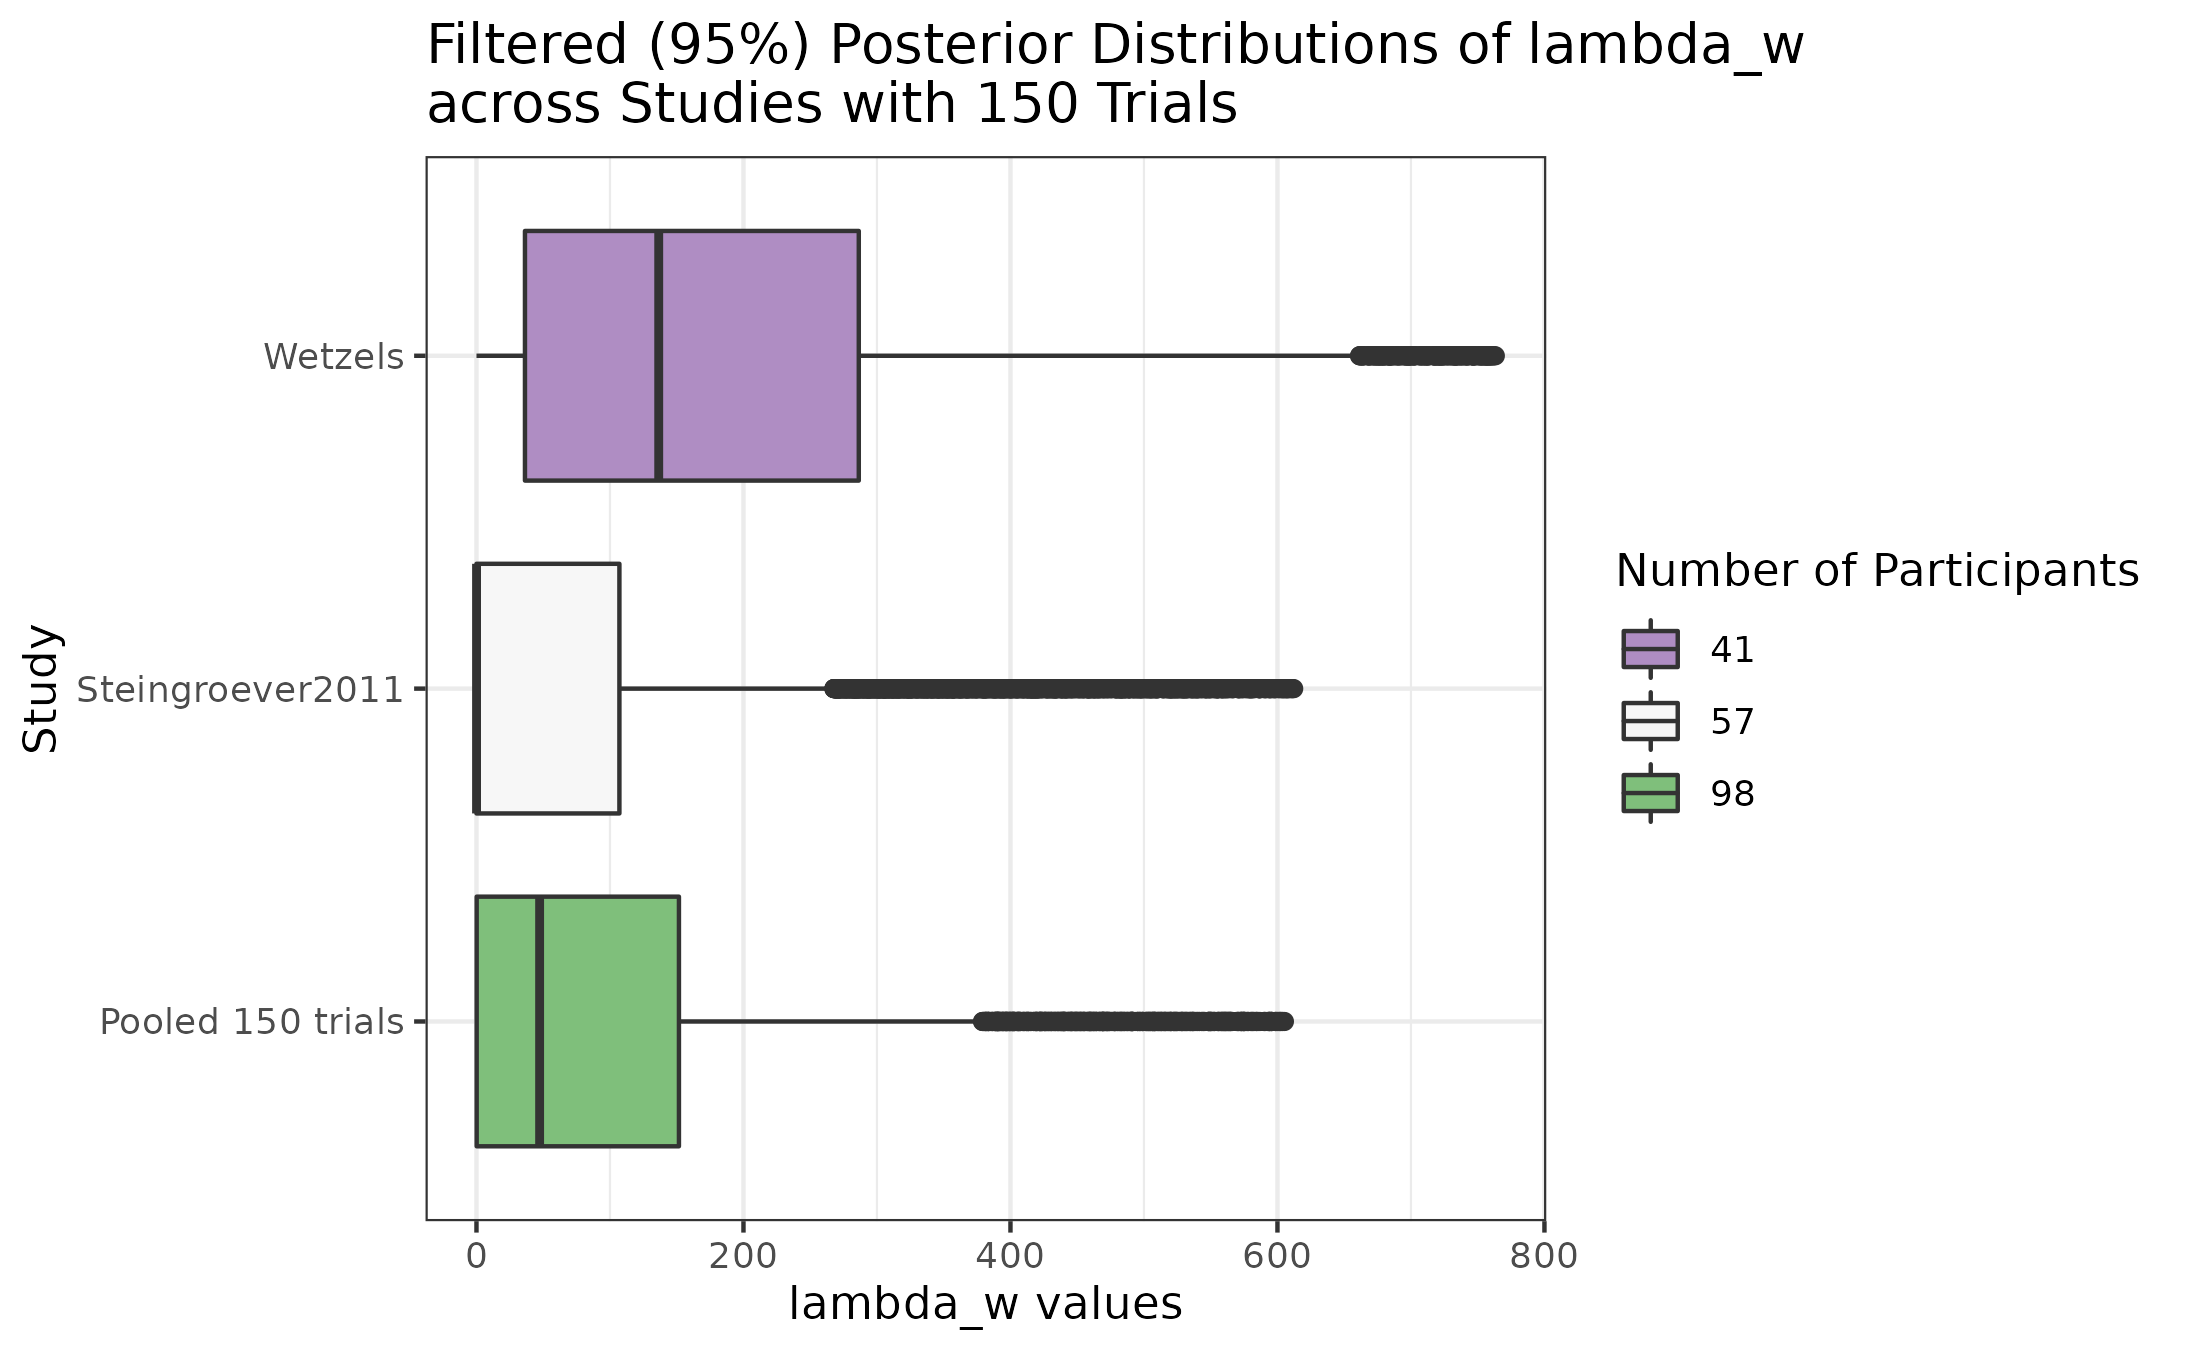 Filtered (95%) Posterior Distributions of lambda_w
across Studies with 150 Trials
Study
Wetzels
Steingroever2011
Pooled 150 trials
0 200 400 600 800
lambda_w values
Number of Participants
41
57
98